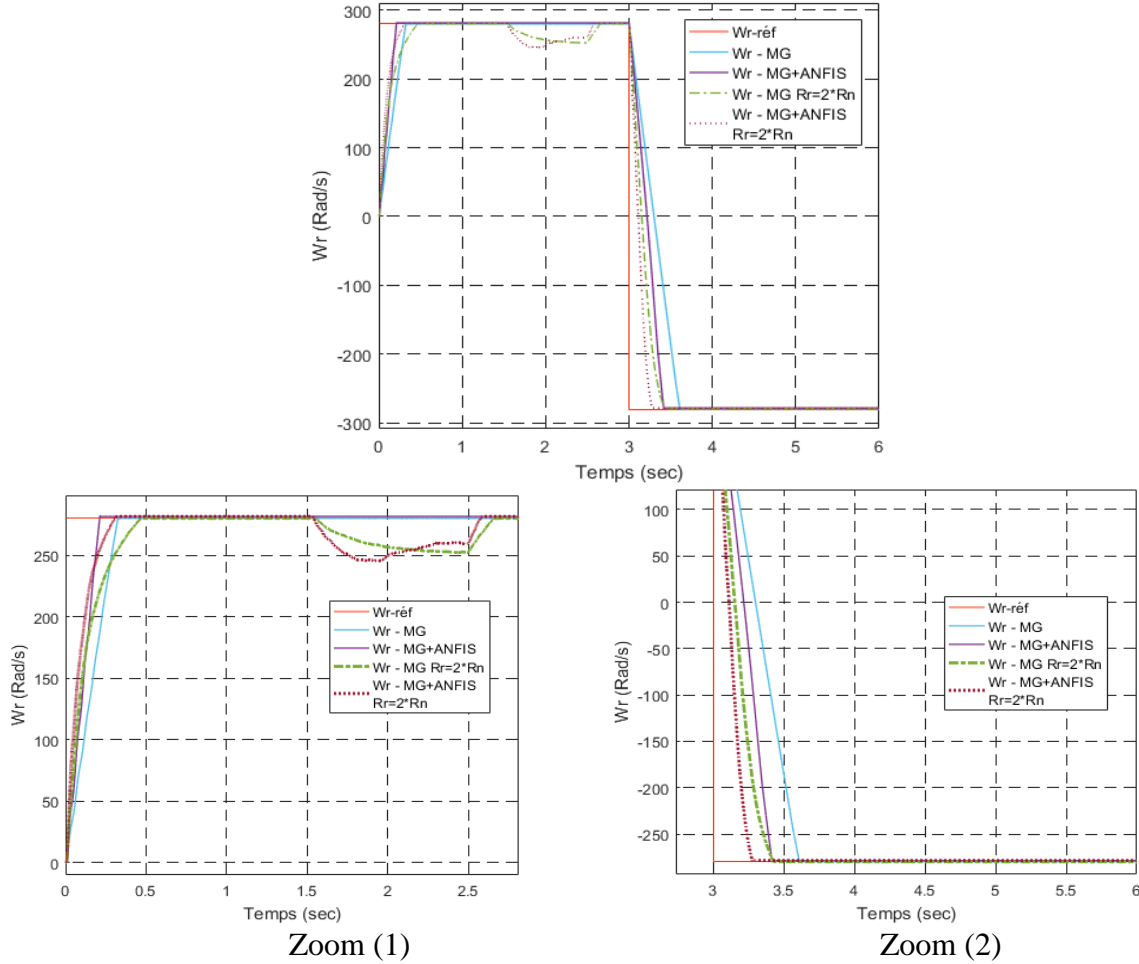 300
200
100
0
-100
-200
-300
Wr (Rad/s)
0
1
2
3
4
5
6
Temps (sec)
Wr-réf
Wr - MG
Wr - MG+ANFIS
Wr - MG Rr=2*Rn
Wr - MG+ANFIS
Rr=2*Rn
250
200
150
100
50
0
Wr (Rad/s)
0
0.5
1
1.5
2
2.5
Temps (sec)
Wr-réf
Wr - MG
Wr - MG+ANFIS
Wr - MG Rr=2*Rn
Wr - MG+ANFIS
Rr=2*Rn
Zoom (1)
100
50
0
-50
-100
-150
-200
-250
Wr (Rad/s)
3
3.5
4
4.5
5
5.5
6
Temps (sec)
Wr-réf
Wr - MG
Wr - MG+ANFIS
Wr - MG Rr=2*Rn
Wr - MG+ANFIS
Rr=2*Rn
Zoom (2)